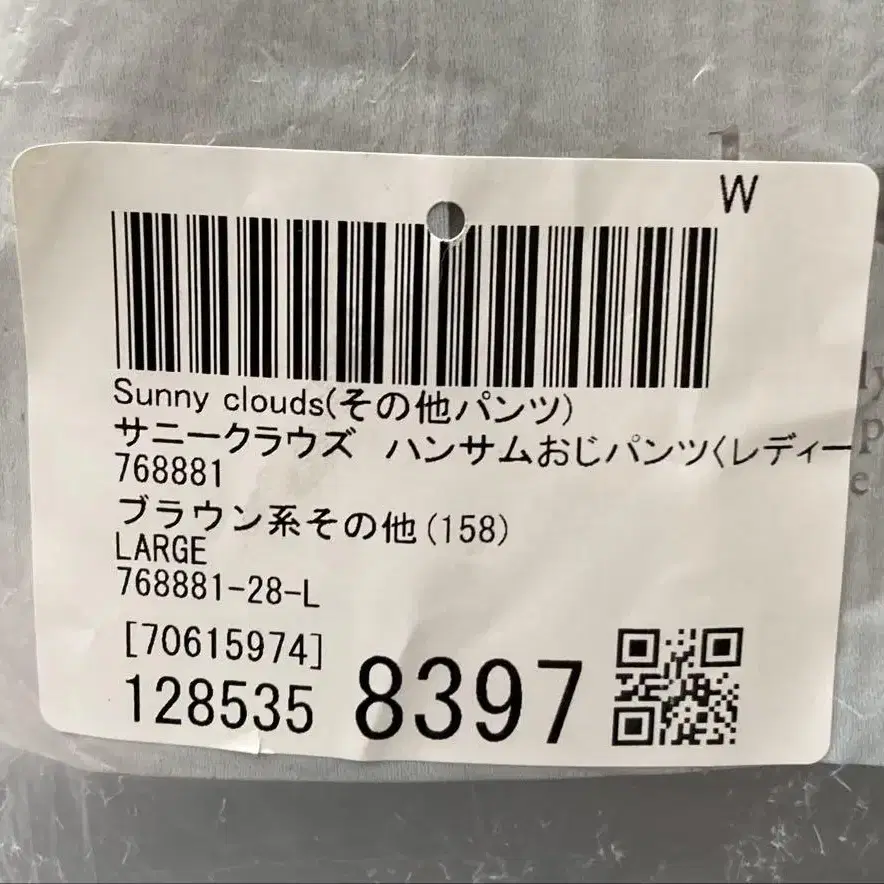 W
Sunny clouds(その他パンツ)
サニークラウズ ハンサムおじパンツ〈レディー
768881
ブラウン系その他(158)
LARGE
768881-28-L
[70615974]
128535 8397